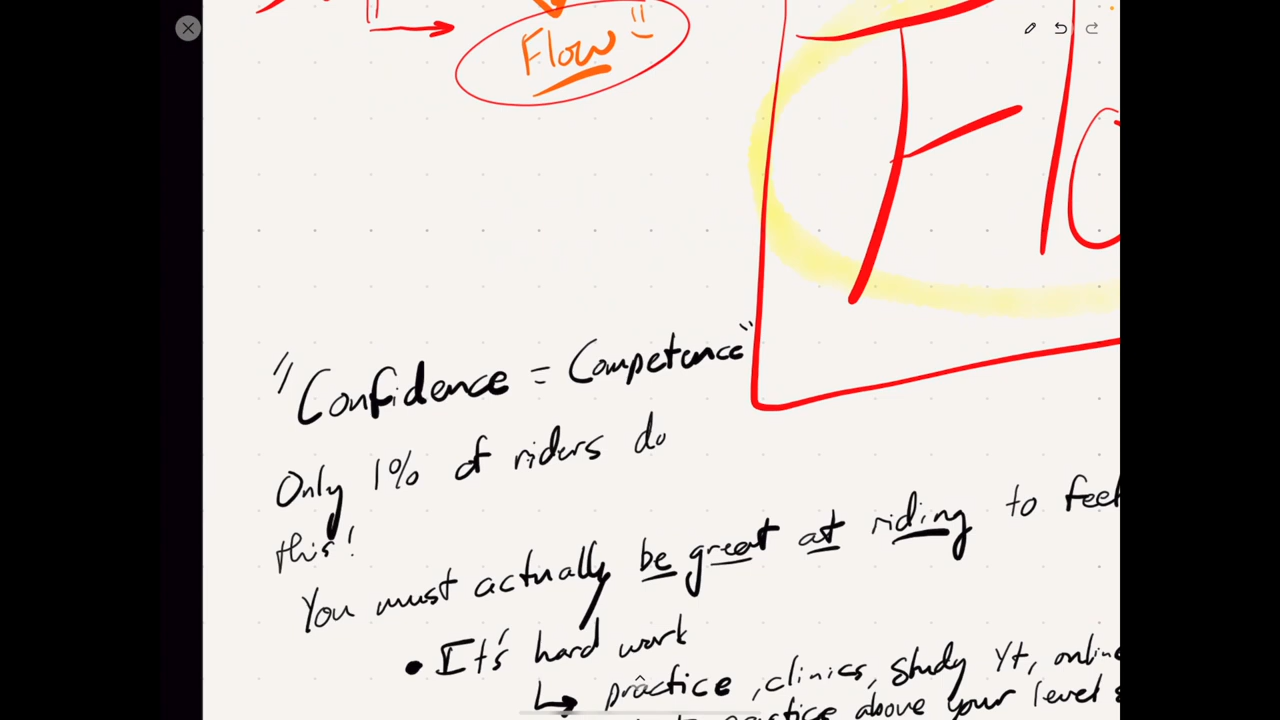 Flow"
Flo
"Confidence = Competence"
Only 1% of riders do
this!
You must actually be great at riding to feel
• It's hard work
↳ practice, clinics, study Yt, online
practice above your level